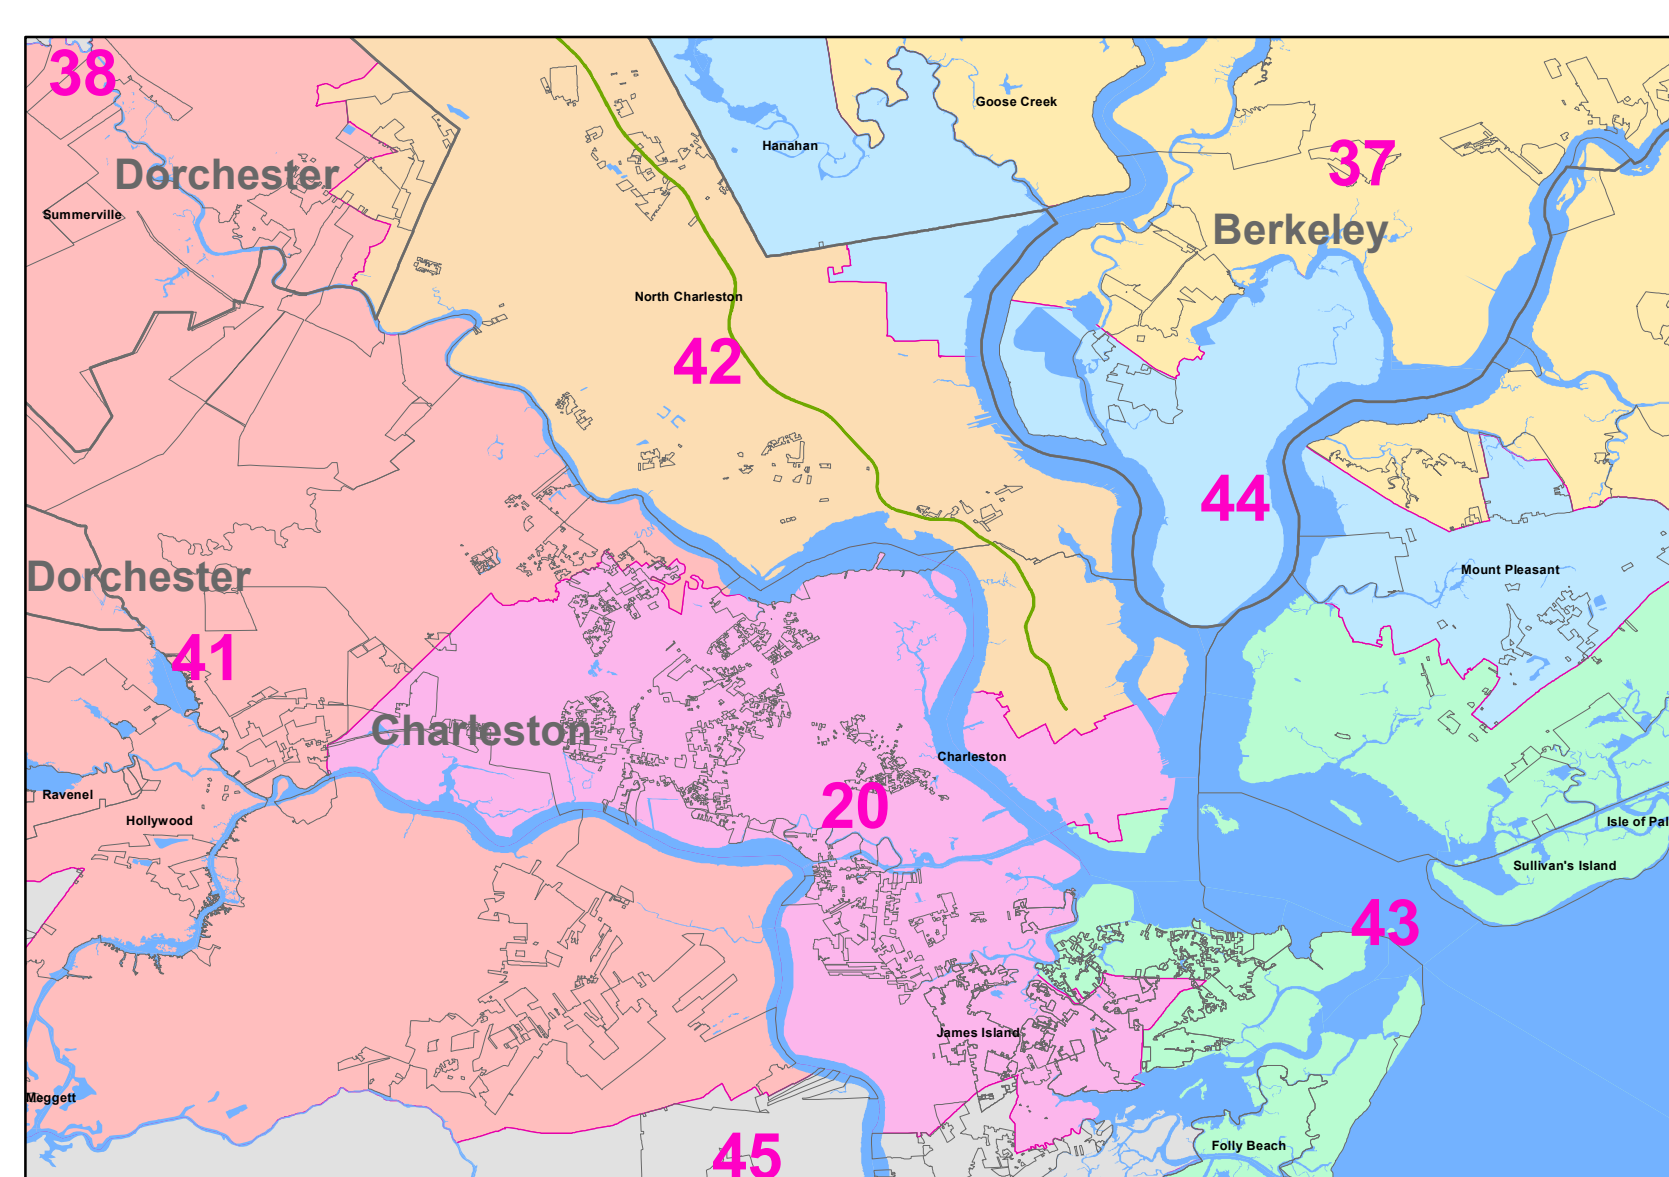 38
Goose Creek
Hanahan
37
Dorchester
Summerville
Berkeley
North Charleston
42
44
Mount Pleasant
Dorchester
41
Charleston
Charleston
20
Ravenel
Hollywood
Isle of Pal
Sullivan's Island
43
James Island
Meggett
Folly Beach
45